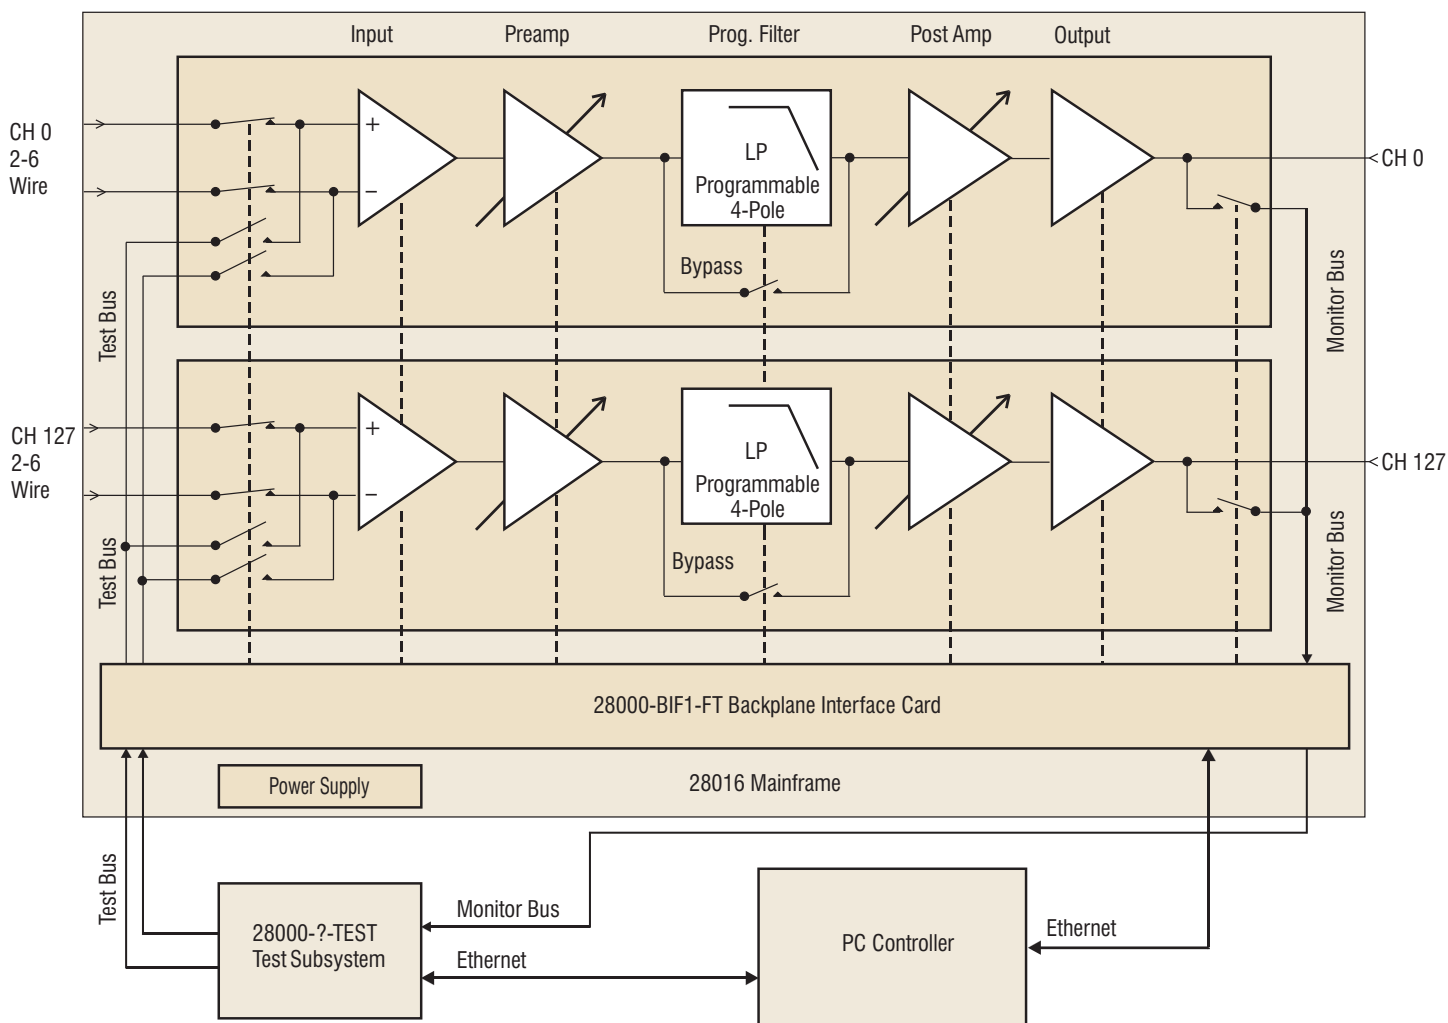 Input Preamp Prog. Filter Post Amp Output
CH 0
2-6
Wire
+
−
LP
Programmable
4-Pole
Bypass
CH 0
Test Bus
Monitor Bus
CH 127
2-6
Wire
+
−
LP
Programmable
4-Pole
Bypass
CH 127
Test Bus
Monitor Bus
28000-BIF1-FT Backplane Interface Card
Power Supply
28016 Mainframe
Test Bus
28000-?-TEST
Test Subsystem
Monitor Bus
Ethernet
PC Controller
Ethernet